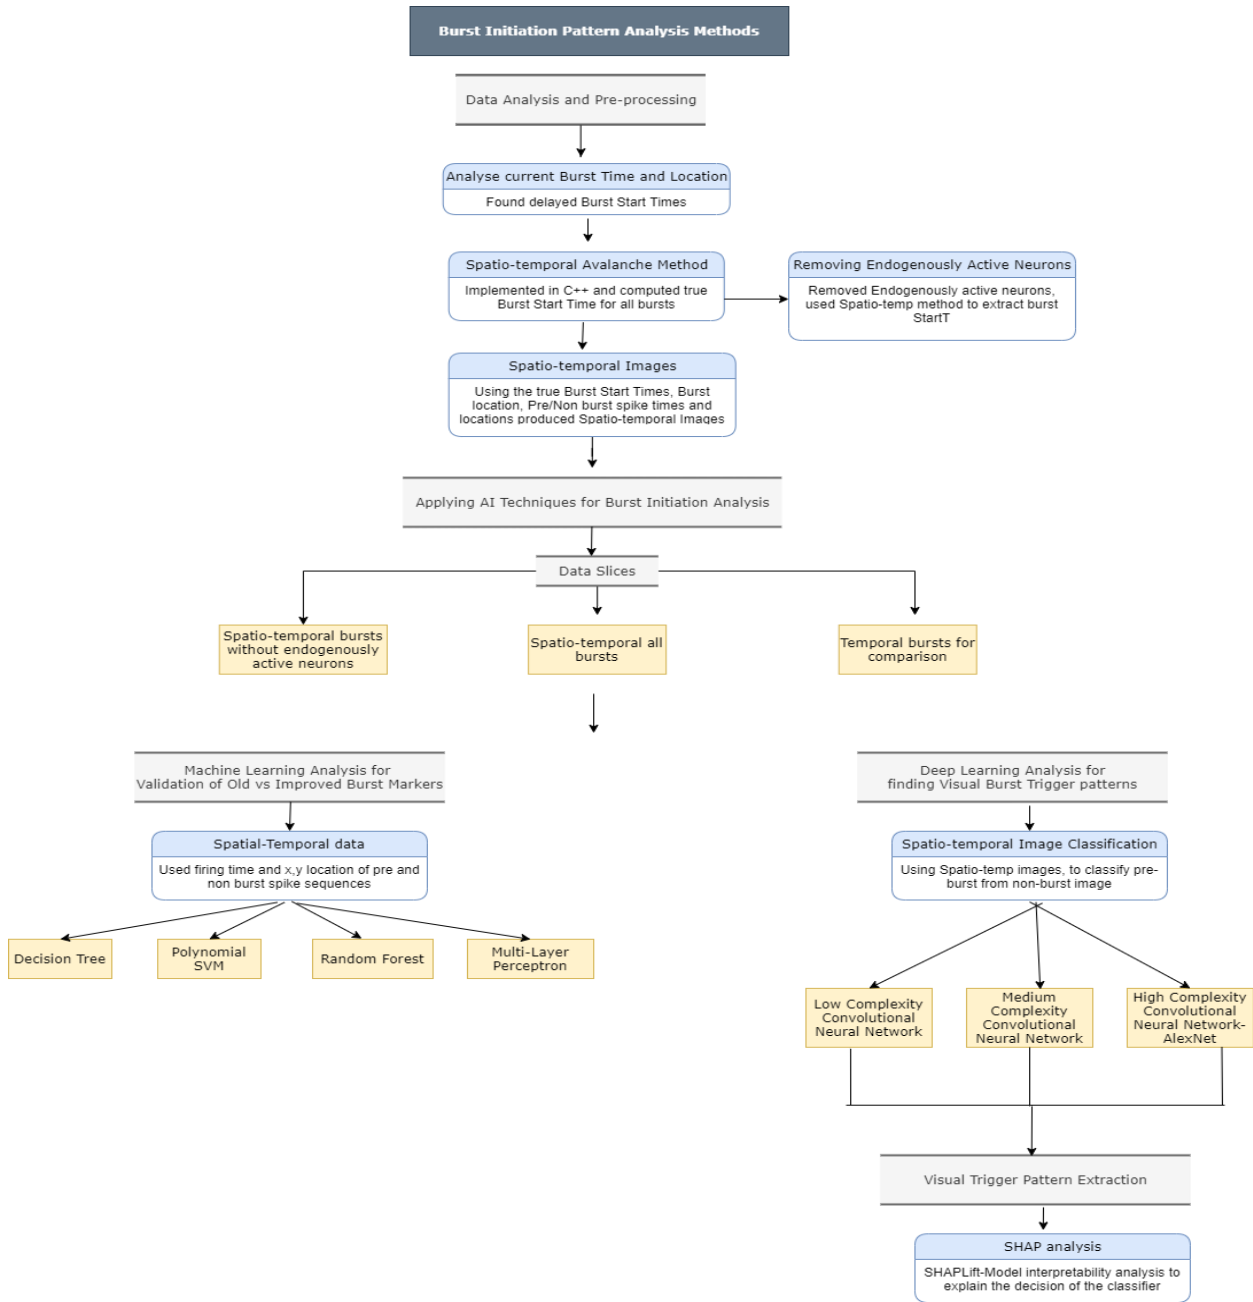 Burst Initiation Pattern Analysis Methods
Data Analysis and Pre-processing
Analyse current Burst Time and Location
Found delayed Burst Start Times
Spatio-temporal Avalanche Method
Implemented in C++ and computed true
Burst Start Time for all bursts
Removing Endogenously Active Neurons
Removed Endogenously active neurons,
used Spatio-temp method to extract burst
StartT
Spatio-temporal Images
Using the true Burst Start Times, Burst
location, Pre/Non burst spike times and
locations produced Spatio-temporal Images
Applying AI Techniques for Burst Initiation Analysis
Data Slices
Spatio-temporal bursts
without endogenously
active neurons
Spatio-temporal all
bursts
Temporal bursts for
comparison
Machine Learning Analysis for
Validation of Old vs Improved Burst Markers
Spatial-Temporal data
Used firing time and x,y location of pre and
non burst spike sequences
Decision Tree
Polynomial
SVM
Random Forest
Multi-Layer
Perceptron
Deep Learning Analysis for
finding Visual Burst Trigger patterns
Spatio-temporal Image Classification
Using Spatio-temp images, to classify pre-
burst from non-burst image
Low Complexity
Convolutional
Neural Network
Medium
Complexity
Convolutional
Neural Network
High Complexity
Convolutional
Neural Network-
AlexNet
Visual Trigger Pattern Extraction
SHAP analysis
SHAPLift-Model interpretability analysis to
explain the decision of the classifier